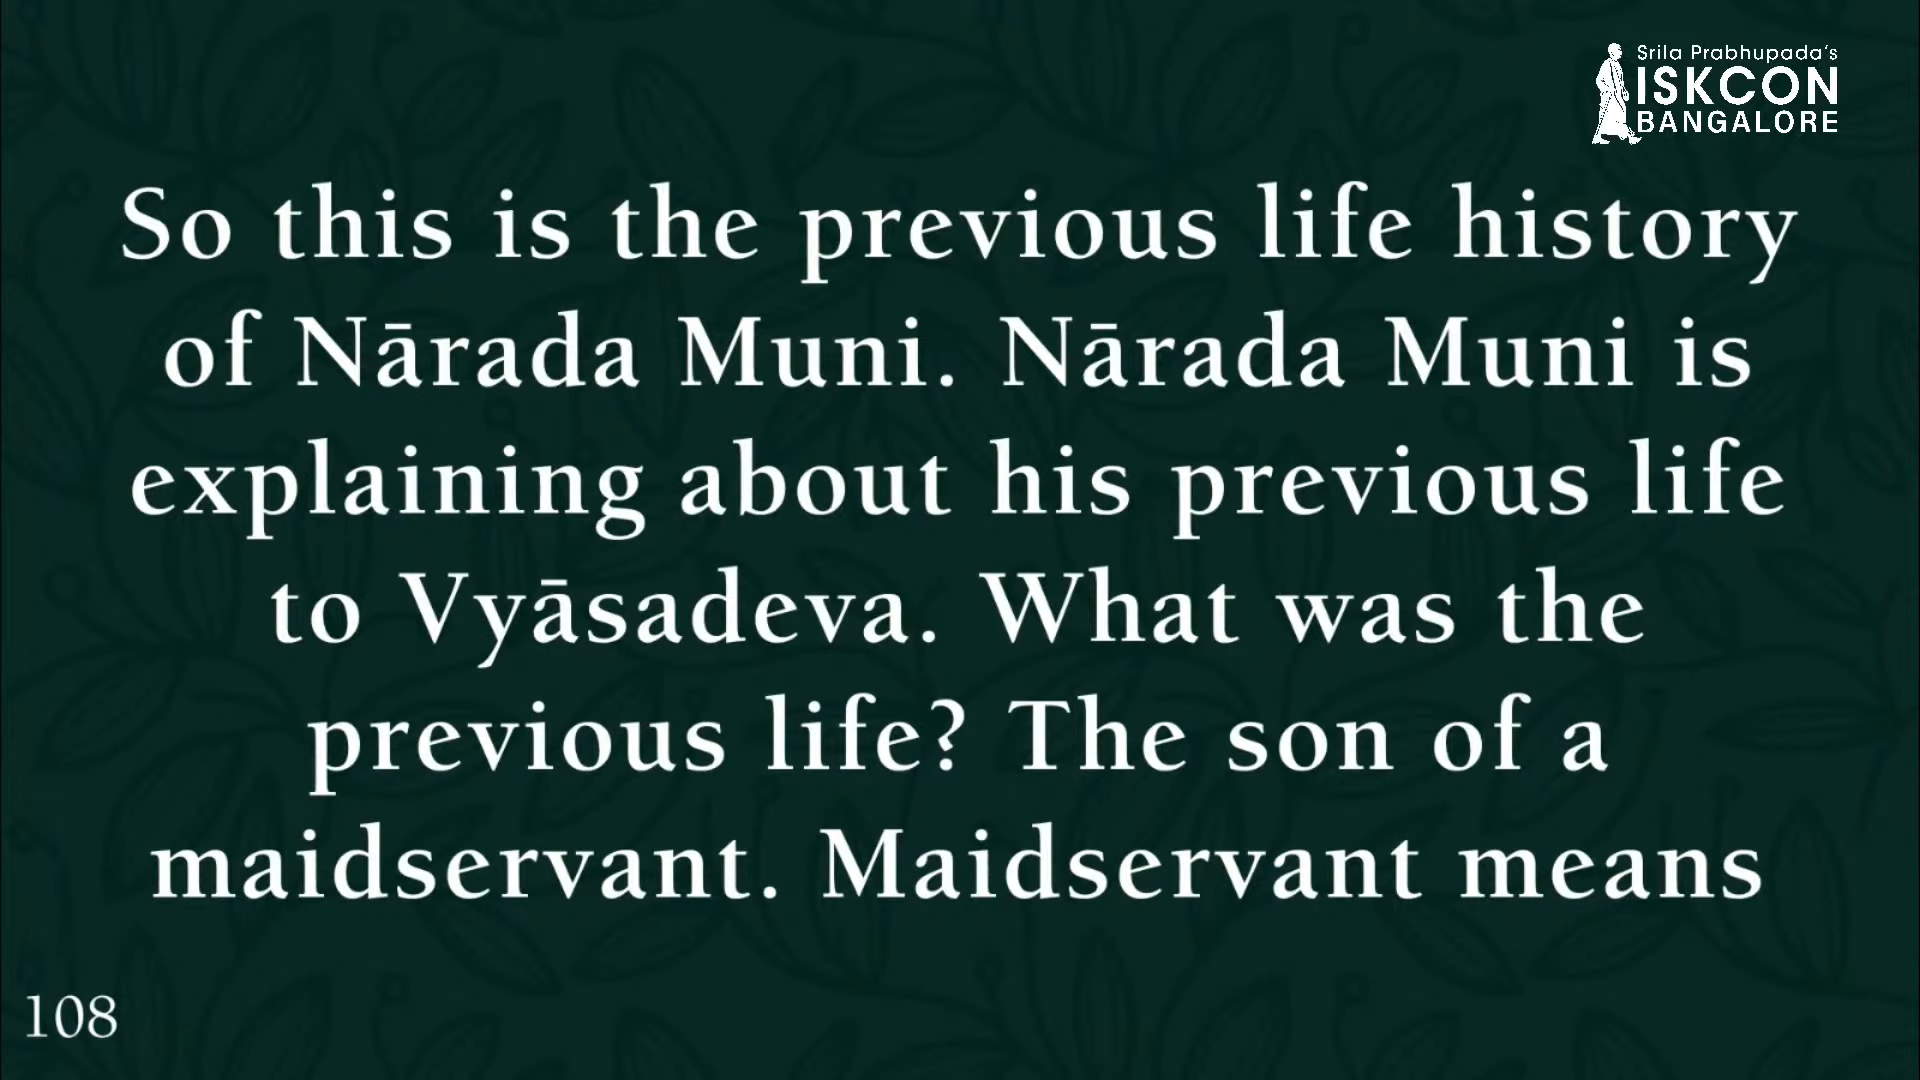 Srila Prabhupada's
ISKCON
BANGALORE
So this is the previous life history
of Nārada Muni. Nārada Muni is
explaining about his previous life
to Vyāsadeva. What was the
previous life? The son of a
maidservant. Maidservant means
108